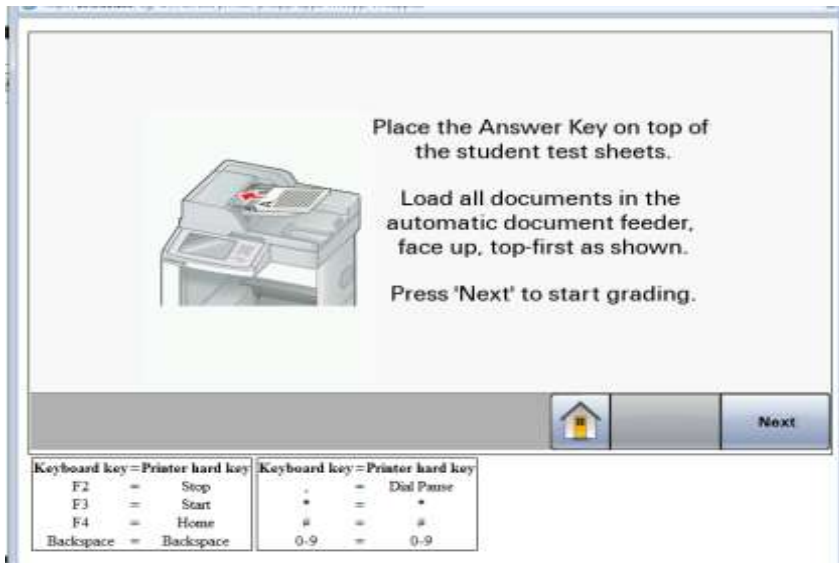 Place the Answer Key on top of
the student test sheets.
Load all documents in the
automatic document feeder,
face up, top-first as shown.
Press 'Next' to start grading.
Next
Keyboard key = Printer hard key Keyboard key = Printer hard key
F2 = Stop , = Dial Pause
F3 = Start * = *
F4 = Home # = #
Backspace = Backspace 0-9 = 0-9